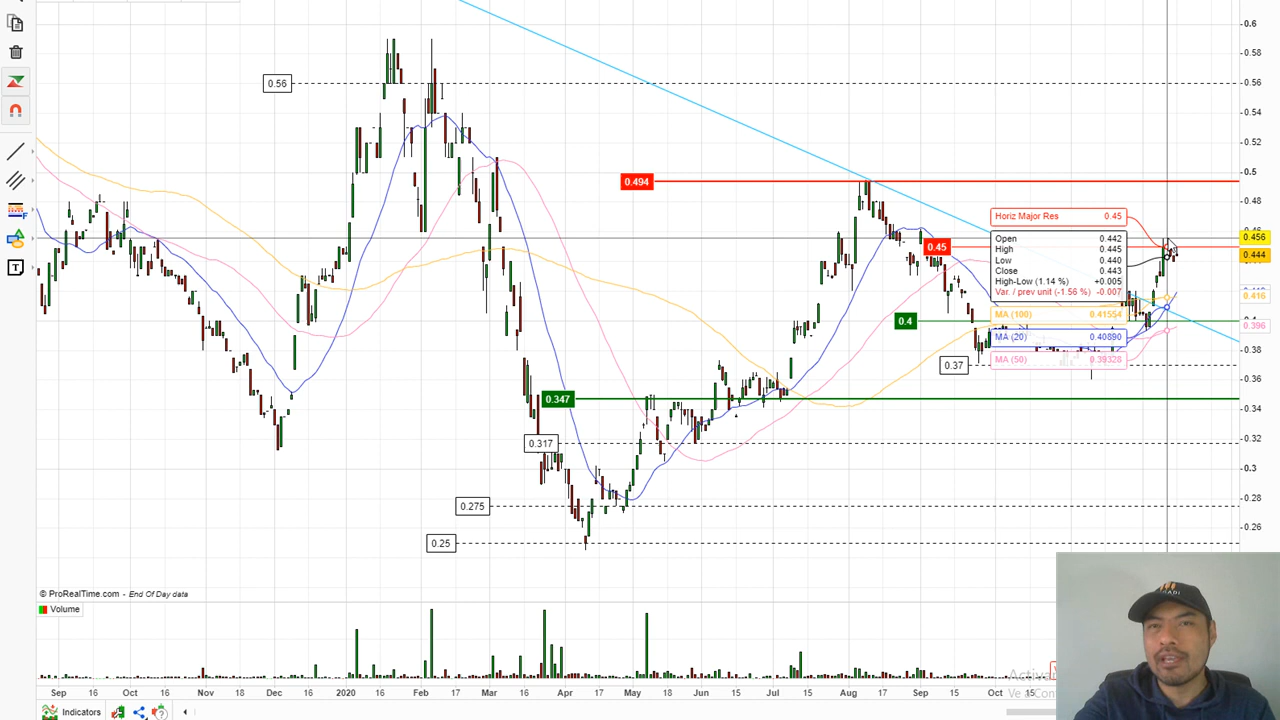 0.6
0.58
0.56
0.56
0.54
0.52
0.5
0.494
0.48
Horiz Major Res 0.45
0.456
0.45
Open 0.442
High 0.445
Low 0.440
Close 0.443
High-Low (1.14 %) +0.005
Var. / prev unit (-1.56 %) -0.007
0.444
0.416
MA (100) 0.41554
0.4
0.396
MA (20) 0.40890
MA (50) 0.39328
0.38
0.37
0.36
0.347
0.34
0.32
0.317
0.3
0.28
0.275
0.26
0.25
© ProRealTime.com - End Of Day data
Volume
Sep 16 Oct 16 Nov 18 Dec 16 2020 16 Feb 17 Mar 16 Apr 17 May 18 Jun 15 Jul 16 Aug 17 Sep 15 Oct 15
Indicators
T